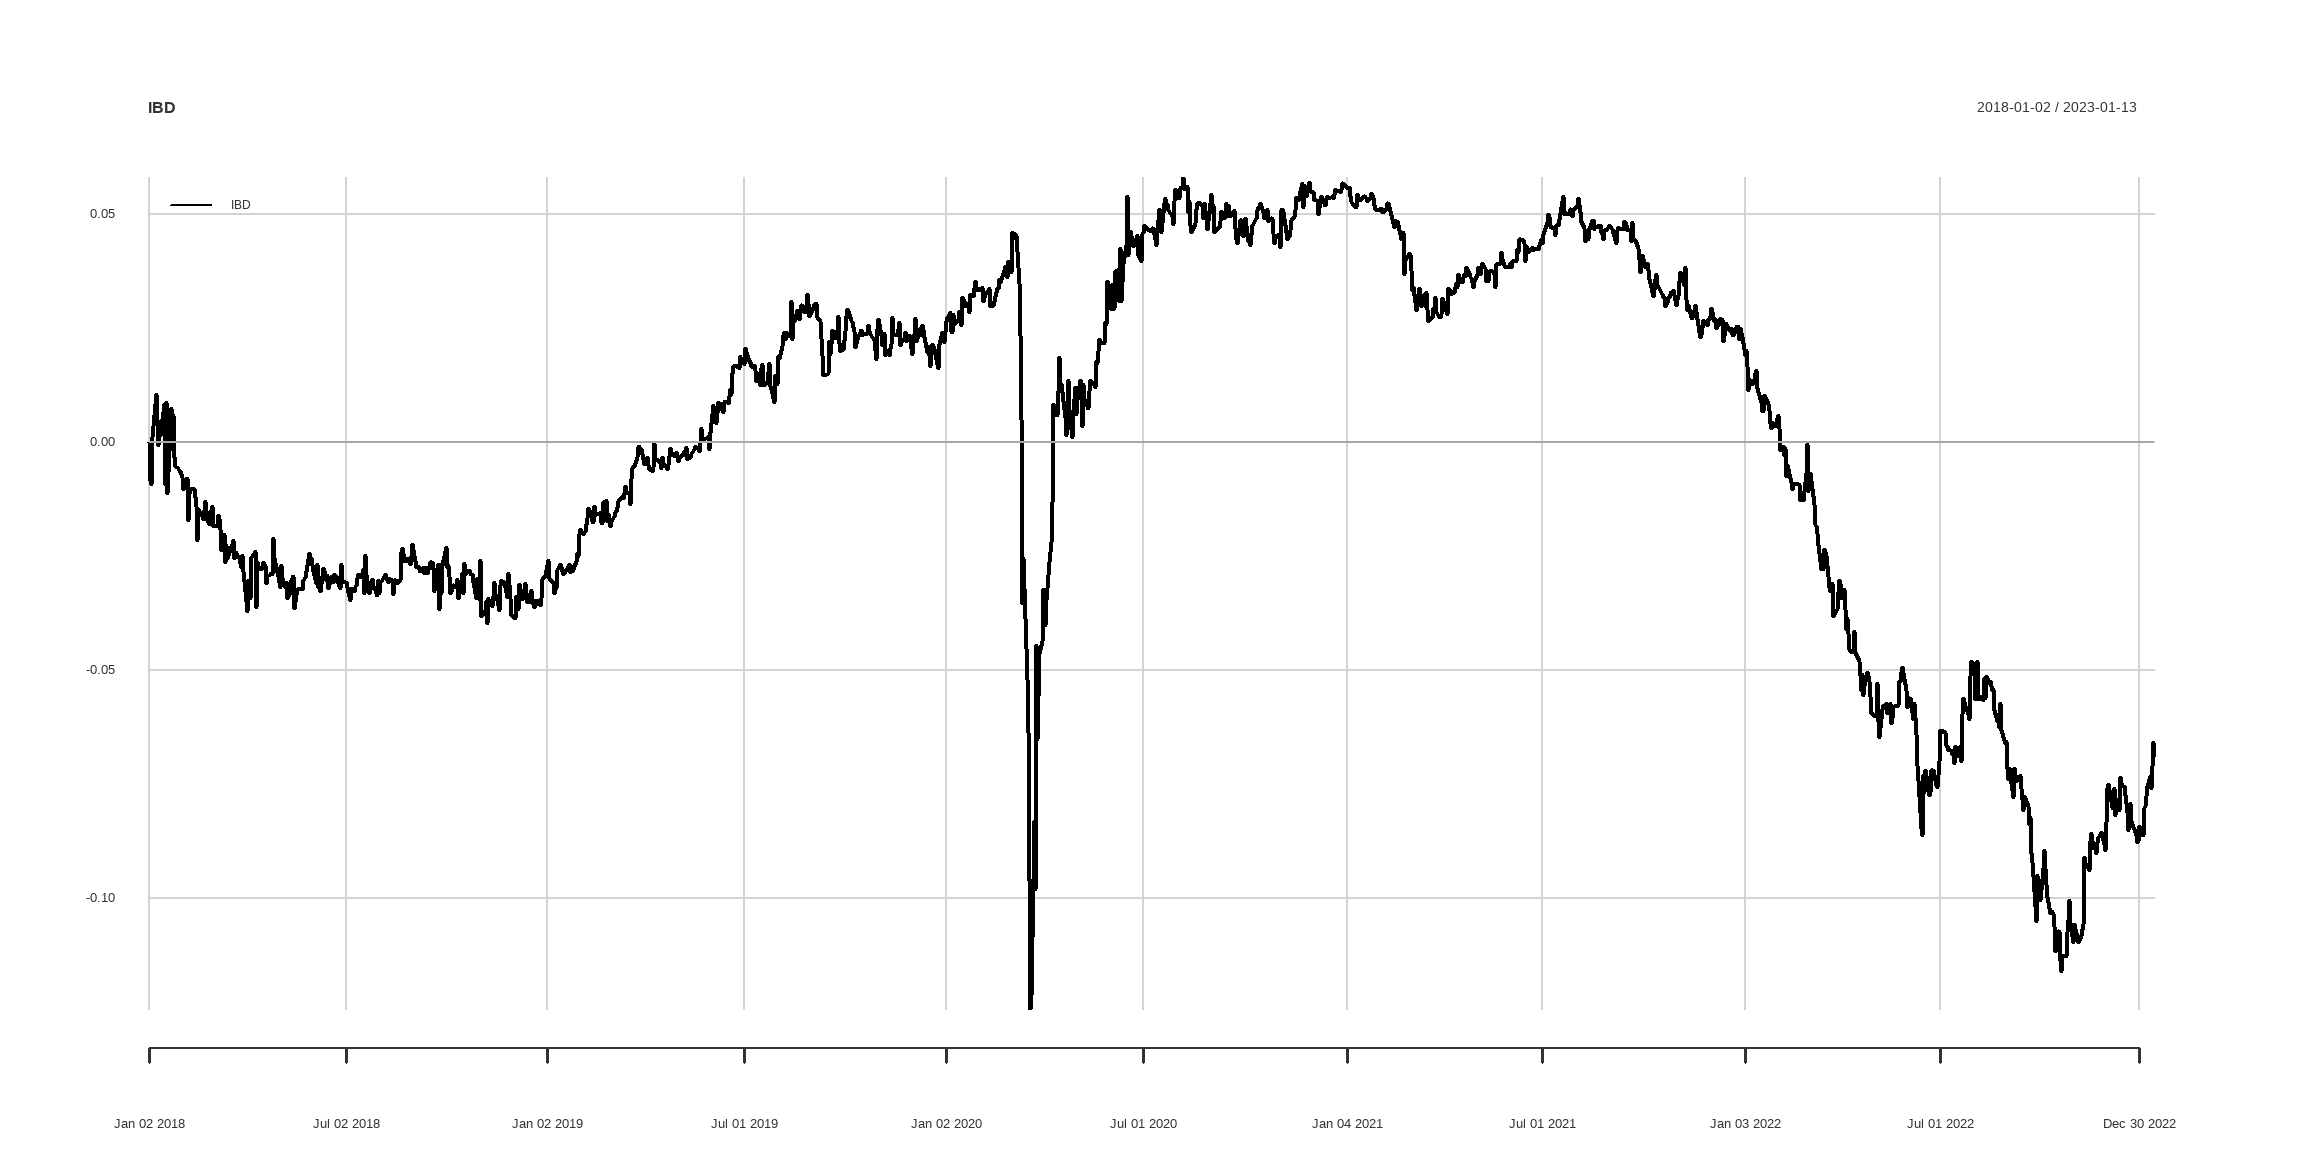 IBD
2018-01-02 / 2023-01-13
IBD
0.05
0.00
-0.05
-0.10
Jan 02 2018
Jul 02 2018
Jan 02 2019
Jul 01 2019
Jan 02 2020
Jul 01 2020
Jan 04 2021
Jul 01 2021
Jan 03 2022
Jul 01 2022
Dec 30 2022